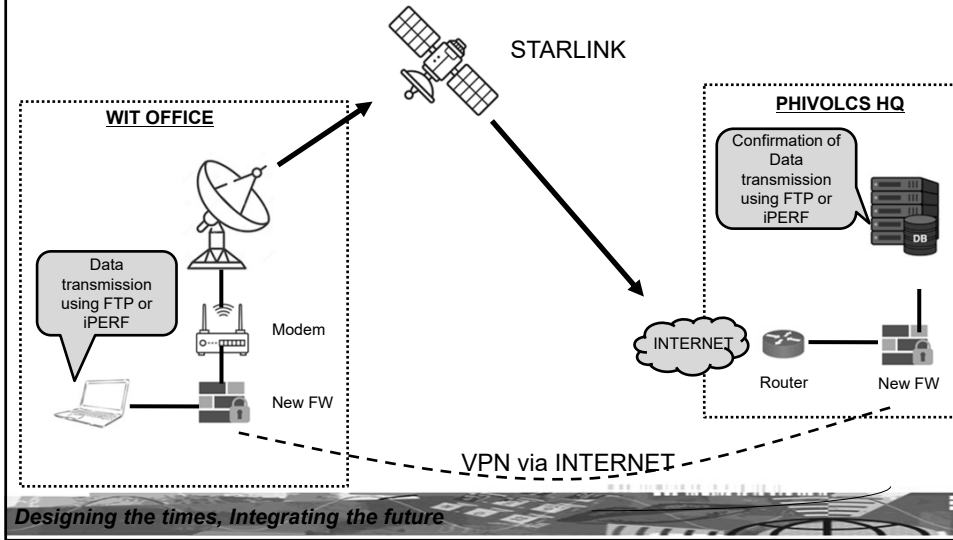 STARLINK
WIT OFFICE
Data
transmission
using FTP or
iPERF
Modem
New FW
PHIVOLCS HQ
Confirmation of
Data
transmission
using FTP or
iPERF
DB
INTERNET
Router
New FW
VPN via INTERNET
Designing the times, Integrating the future